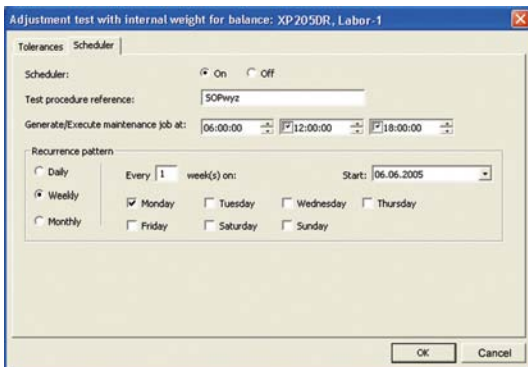 Adjustment test with internal weight for balance: XP205DR, Labor-1
Tolerances Scheduler
Scheduler: On Off
Test procedure reference: SOPwyz
Generate/Execute maintenance job at: 06:00:00 12:00:00 18:00:00
Recurrence pattern
Daily Every 1 week(s) on: Start: 06.06.2005
Weekly Monday Tuesday Wednesday Thursday
Monthly Friday Saturday Sunday
OK Cancel